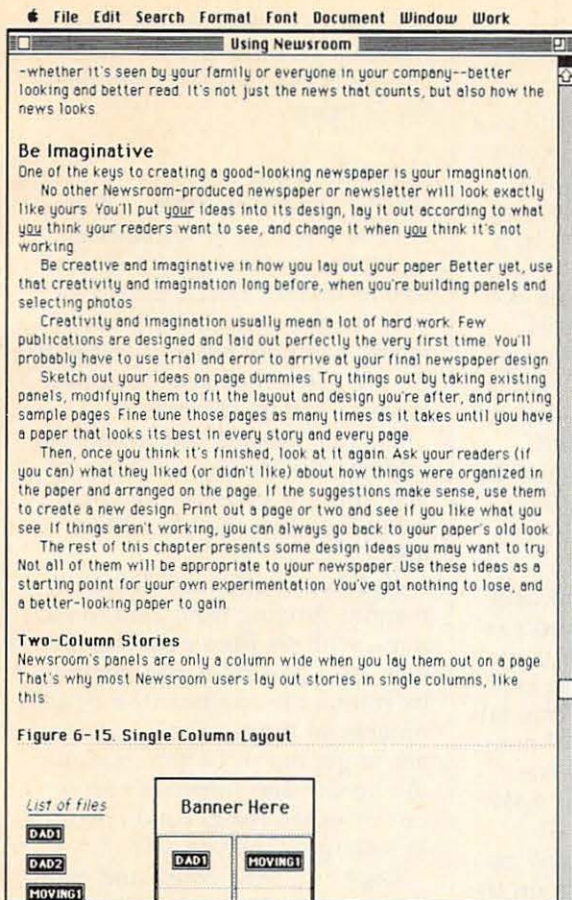 File Edit Search Format Font Document Window Work
Using Newsroom
-whether it's seen by your family or everyone in your company--better
looking and better read. It's not just the news that counts, but also how the
news looks.
Be Imaginative
One of the keys to creating a good-looking newspaper is your imagination.
No other Newsroom-produced newspaper or newsletter will look exactly
like yours. You'll put your ideas into its design, lay it out according to what
you think your readers want to see, and change it when you think it's not
working.
Be creative and imaginative in how you lay out your paper. Better yet, use
that creativity and imagination long before, when you're building panels and
selecting photos.
Creativity and imagination usually mean a lot of hard work. Few
publications are designed and laid out perfectly the very first time. You'll
probably have to use trial and error to arrive at your final newspaper design.
Sketch out your ideas on page dummies. Try things out by taking existing
panels, modifying them to fit the layout and design you're after, and printing
sample pages. Fine tune those pages as many times as it takes until you have
a paper that looks its best in every story and every page.
Then, once you think it's finished, look at it again. Ask your readers (if
you can) what they liked (or didn't like) about how things were organized in
the paper and arranged on the page. If the suggestions make sense, use them
to create a new design. Print out a page or two and see if you like what you
see. If things aren't working, you can always go back to your paper's old look.
The rest of this chapter presents some design ideas you may want to try.
Not all of them will be appropriate to your newspaper. Use these ideas as a
starting point for your own experimentation. You've got nothing to lose, and
a better-looking paper to gain.
Two-Column Stories
Newsroom's panels are only a column wide when you lay them out on a page.
That's why most Newsroom users lay out stories in single columns, like
this.
Figure 6-15. Single Column Layout
List of files
Banner Here
DAD1
DAD2
MOVING1
DAD1
MOVING1